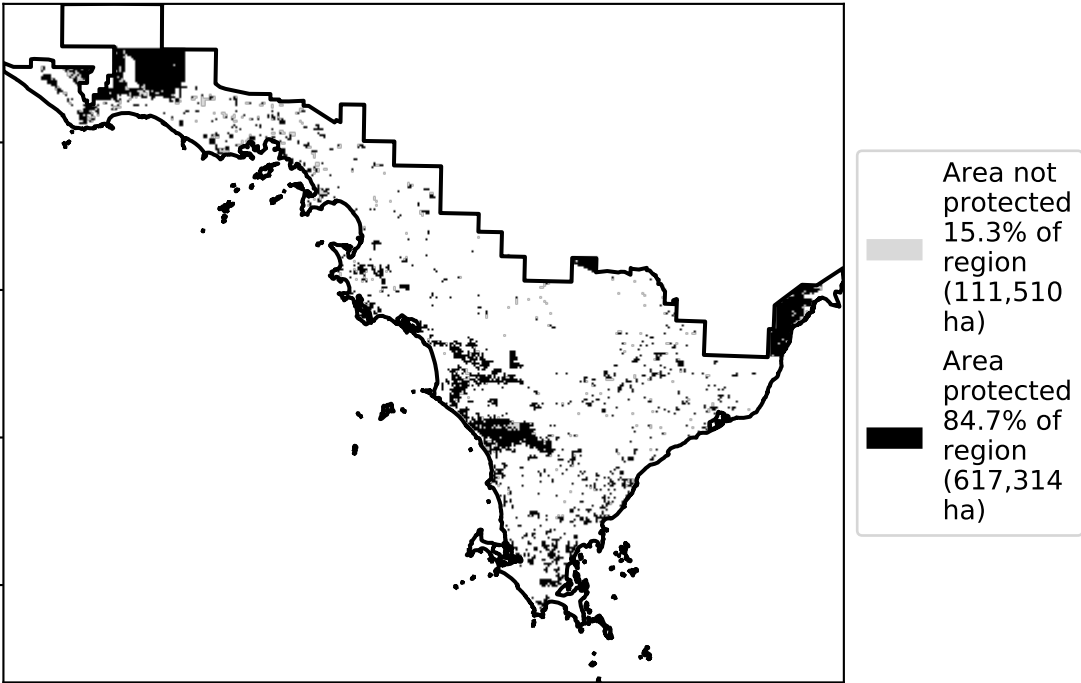 Area not
protected
15.3% of
region
(111,510
ha)
Area
protected
84.7% of
region
(617,314
ha)